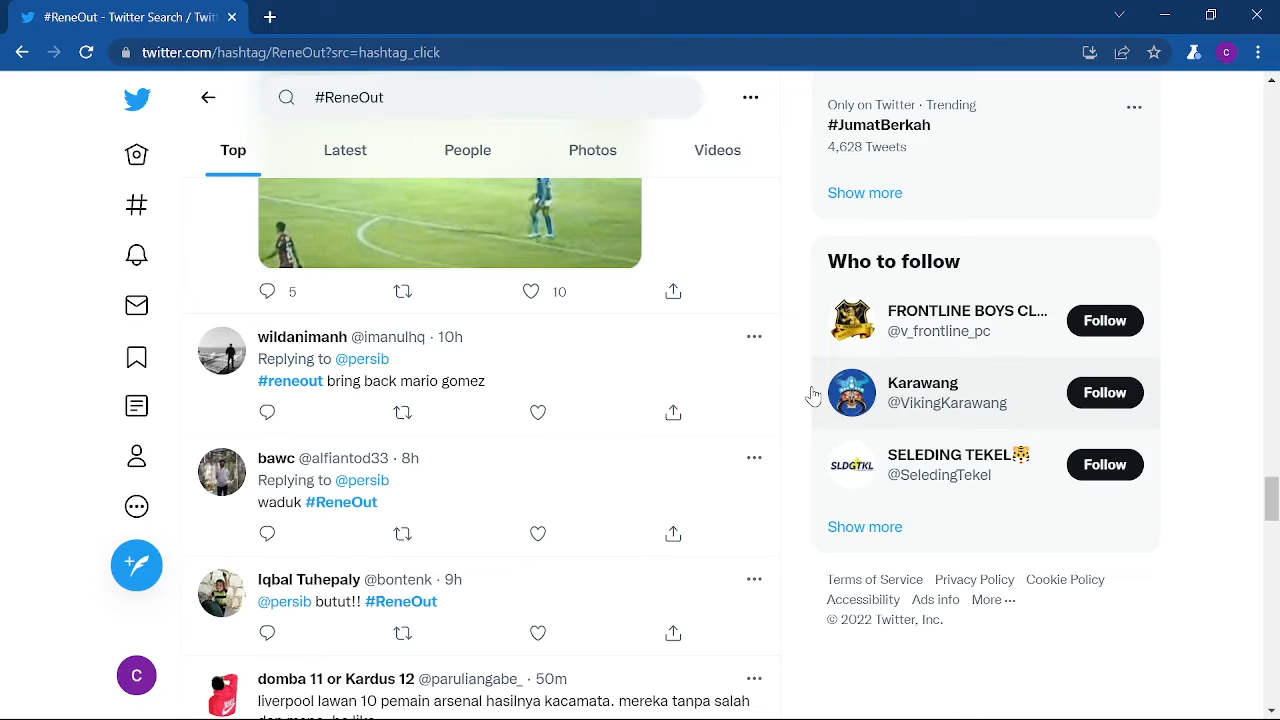 #ReneOut - Twitter Search / Twit
twitter.com/hashtag/ReneOut?src=hashtag_click
C
#ReneOut
Top
Latest
People
Photos
Videos
5
10
wildanimanh @imanulhq · 10h
Replying to @persib
#reneout bring back mario gomez
bawc @alfiantod33 · 8h
Replying to @persib
waduk #ReneOut
Iqbal Tuhepaly @bontenk · 9h
@persib butut!! #ReneOut
domba 11 or Kardus 12 @paruliangabe_ · 50m
liverpool lawan 10 pemain arsenal hasilnya kacamata. mereka tanpa salah
C
Only on Twitter · Trending
#JumatBerkah
4,628 Tweets
Show more
Who to follow
FRONTLINE BOYS CL...
@v_frontline_pc
Follow
Karawang
@VikingKarawang
Follow
SLDGTKL
SELEDING TEKEL🐯
@SeledingTekel
Follow
Show more
Terms of Service Privacy Policy Cookie Policy
Accessibility Ads info More ···
© 2022 Twitter, Inc.